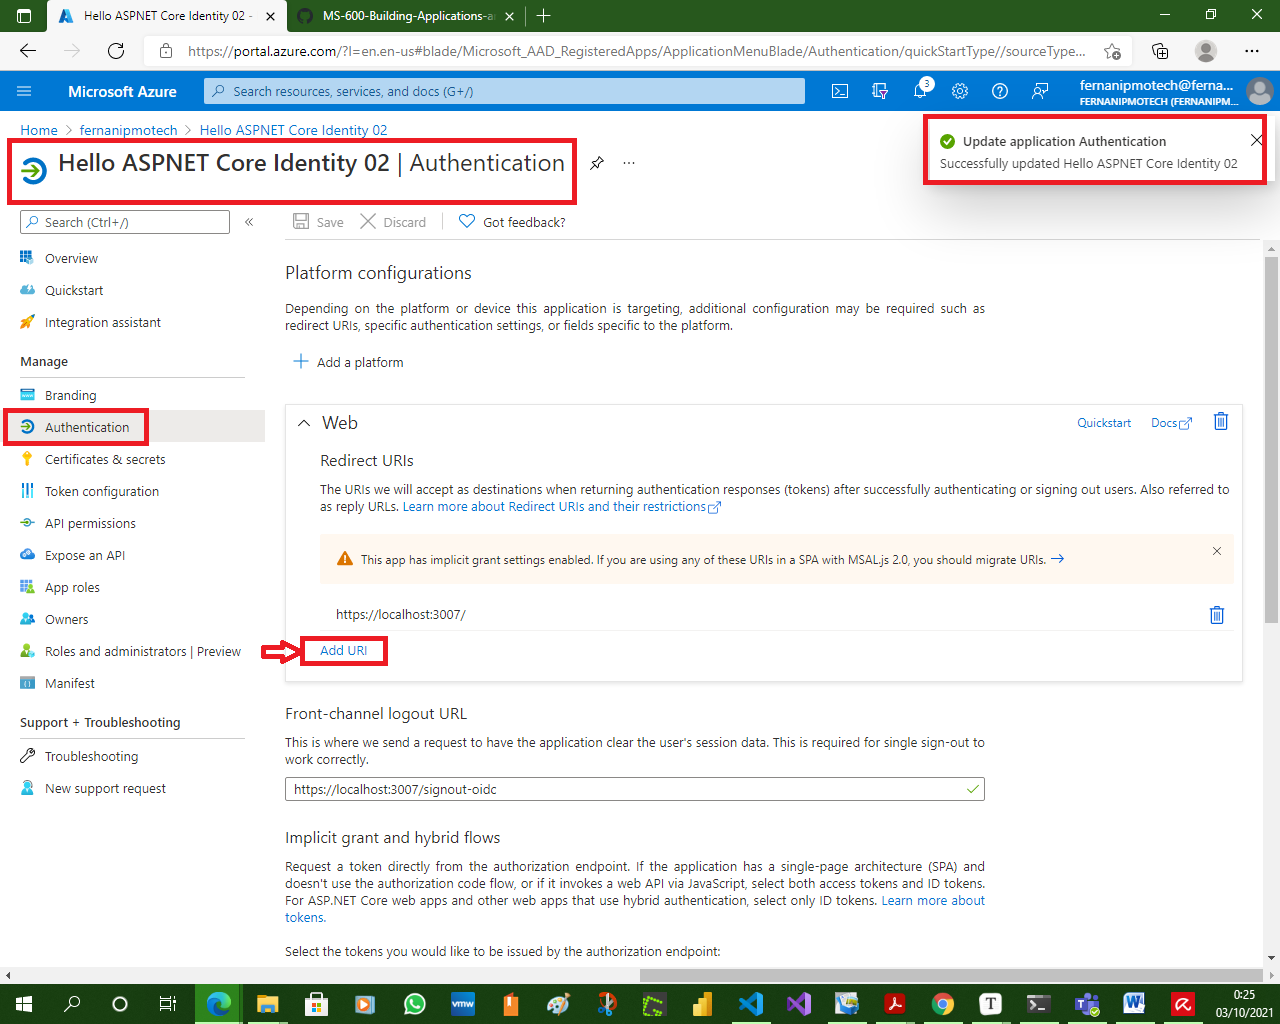 Hello ASPNET Core Identity 02 -
MS-600-Building-Applications-a
https://portal.azure.com/?l=en.en-us#blade/Microsoft_AAD_RegisteredApps/ApplicationMenuBlade/Authentication/quickStartType//sourceType...
Microsoft Azure
Search resources, services, and docs (G+/)
3
fernanipmotech@ferna...
FERNANIPMOTECH (FERNANIPM...
Home > fernanipmotech > Hello ASPNET Core Identity 02
Hello ASPNET Core Identity 02 | Authentication
...
Update application Authentication
Successfully updated Hello ASPNET Core Identity 02
Search (Ctrl+/)
«
Save
Discard
Got feedback?
Overview
Quickstart
Integration assistant
Manage
Branding
Authentication
Certificates & secrets
Token configuration
API permissions
Expose an API
App roles
Owners
Roles and administrators | Preview
Manifest
Support + Troubleshooting
Troubleshooting
New support request
Platform configurations
Depending on the platform or device this application is targeting, additional configuration may be required such as
redirect URIs, specific authentication settings, or fields specific to the platform.
Add a platform
Web
Quickstart
Docs
Redirect URIs
The URIs we will accept as destinations when returning authentication responses (tokens) after successfully authenticating or signing out users. Also referred to
as reply URLs. Learn more about Redirect URIs and their restrictions
This app has implicit grant settings enabled. If you are using any of these URIs in a SPA with MSAL.js 2.0, you should migrate URIs.
https://localhost:3007/
Add URI
Front-channel logout URL
This is where we send a request to have the application clear the user's session data. This is required for single sign-out to
work correctly.
https://localhost:3007/signout-oidc
Implicit grant and hybrid flows
Request a token directly from the authorization endpoint. If the application has a single-page architecture (SPA) and
doesn't use the authorization code flow, or if it invokes a web API via JavaScript, select both access tokens and ID tokens.
For ASP.NET Core web apps and other web apps that use hybrid authentication, select only ID tokens. Learn more about
tokens.
Select the tokens you would like to be issued by the authorization endpoint:
vmw
T
0:25
03/10/2021